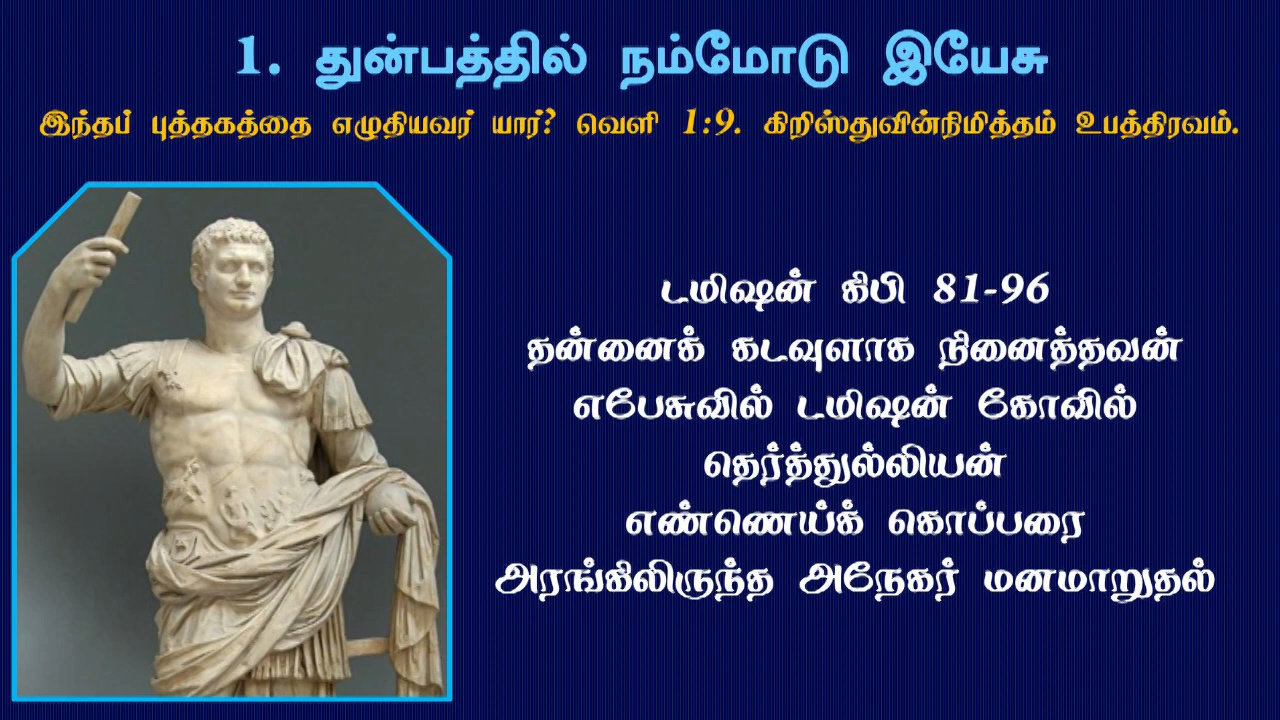 1. துன்பத்தில் நம்மோடு இயேசு
இந்தப் புத்தகத்தை எழுதியவர் யார்? வெளி 1:9. கிறிஸ்துவின்நிமித்தம் உபத்திரவம்.
டமிஷன் கிபி 81-96
தன்னைக் கடவுளாக நினைத்தவன்
எபேசுவில் டமிஷன் கோவில்
தெர்த்துல்லியன்
எண்ணெய்க் கொப்பரை
அரங்கிலிருந்த அநேகர் மனமாறுதல்